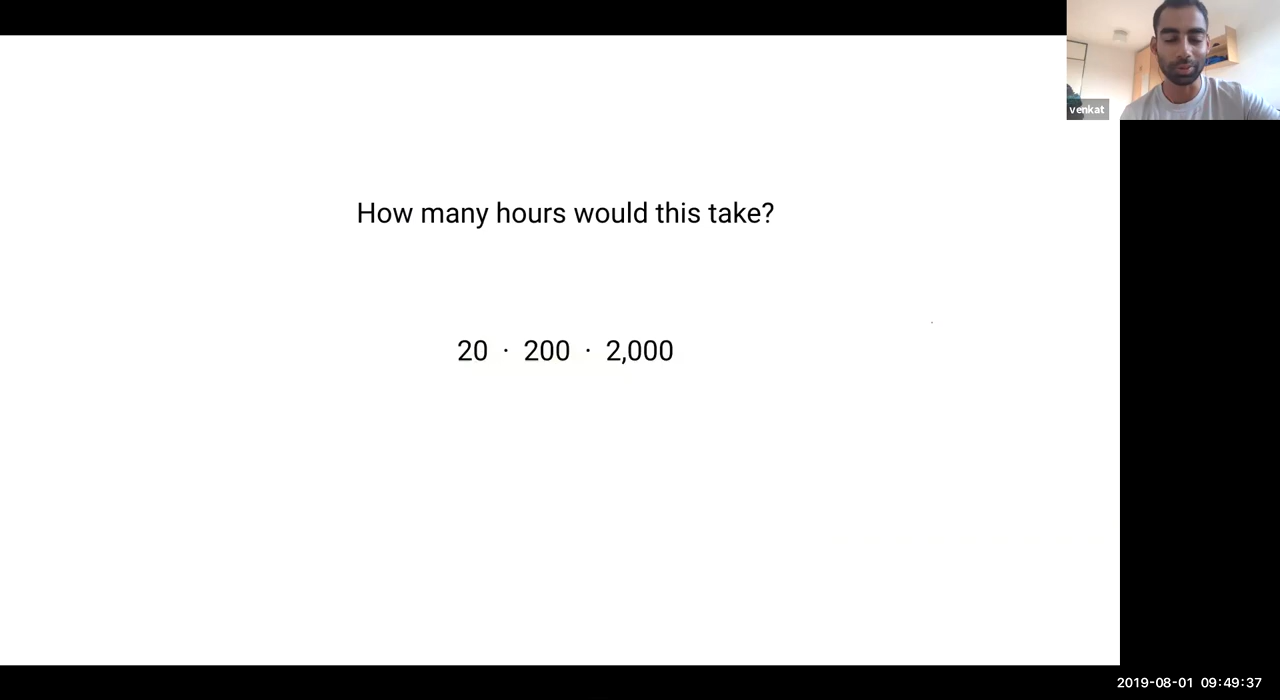 venkat
How many hours would this take?
20 · 200 · 2,000
2019-08-01 09:49:37